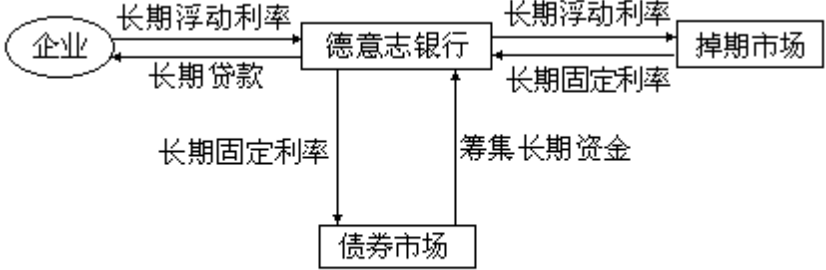 长期浮动利率
长期浮动利率
企业
德意志银行
掉期市场
长期贷款
长期固定利率
长期固定利率
筹集长期资金
债券市场